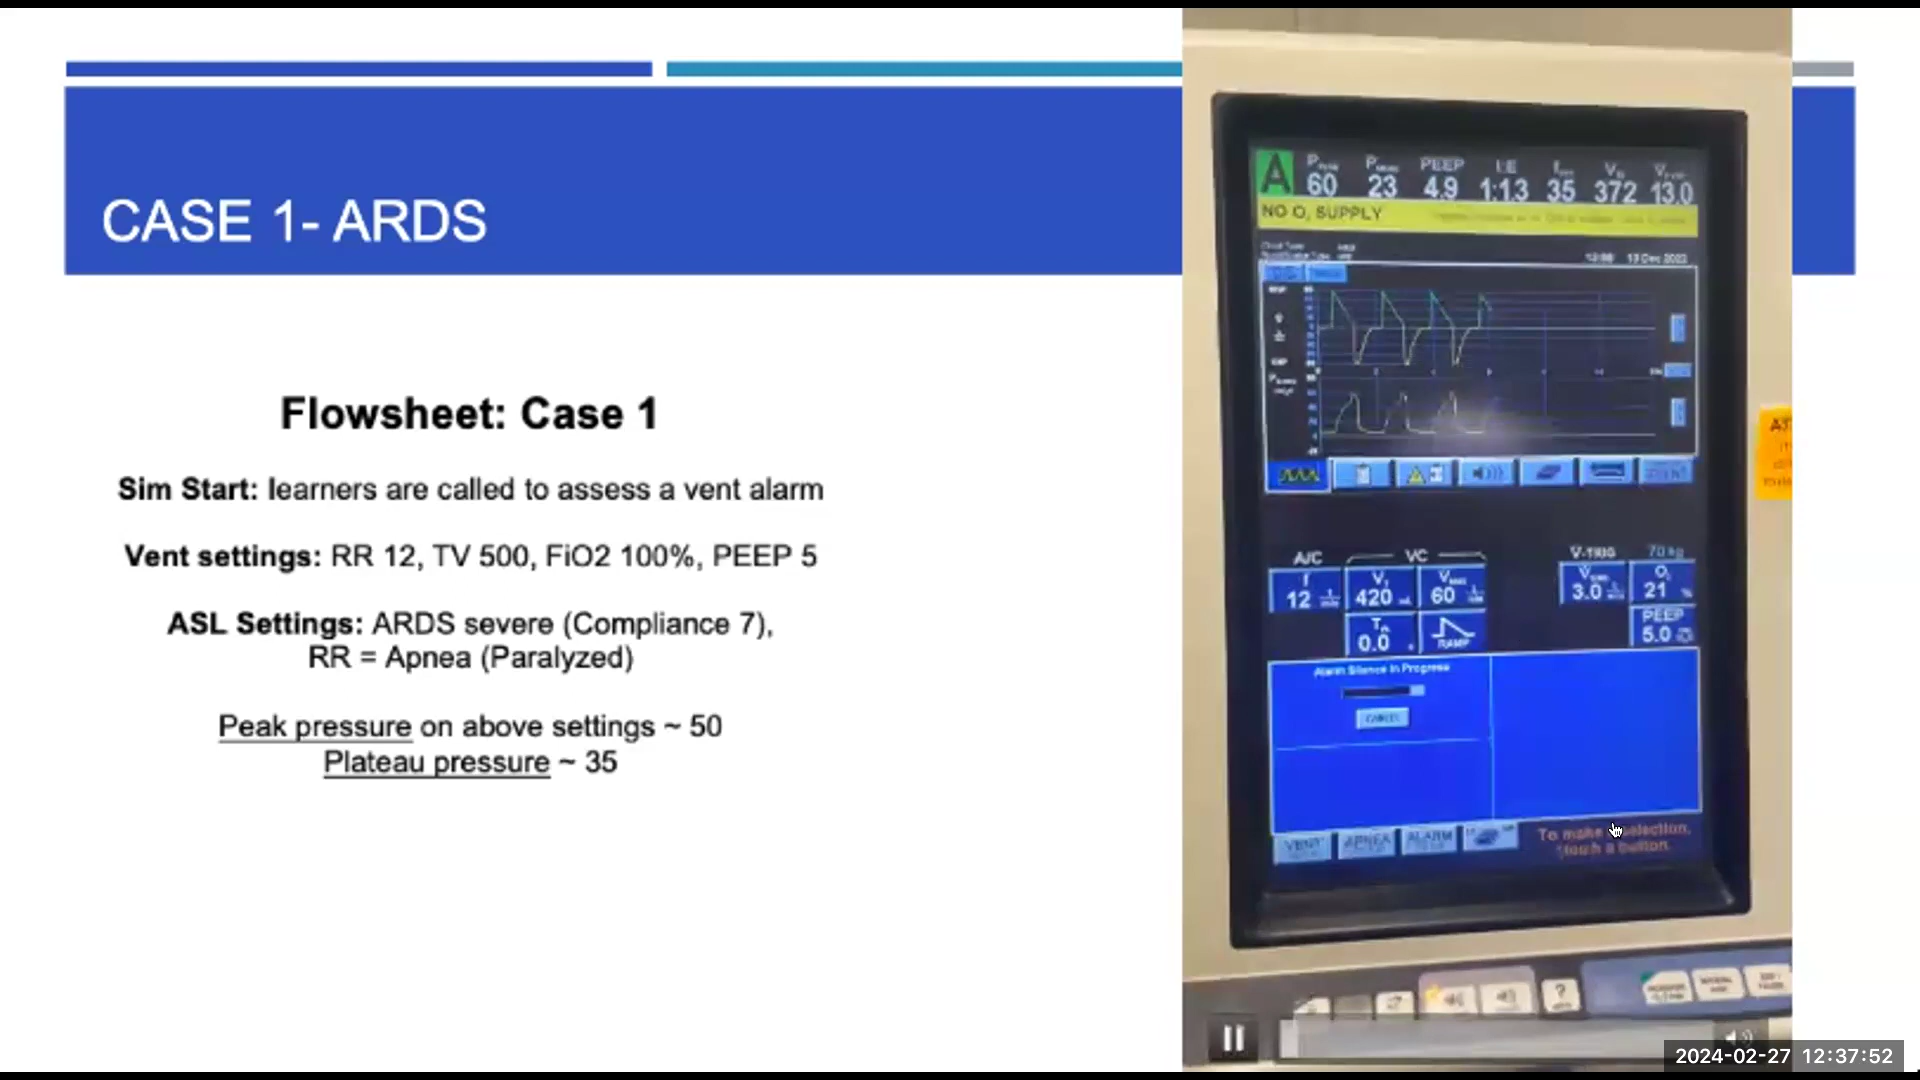 CASE 1- ARDS
Flowsheet: Case 1
Sim Start: learners are called to assess a vent alarm
Vent settings: RR 12, TV 500, FiO2 100%, PEEP 5
ASL Settings: ARDS severe (Compliance 7),
RR = Apnea (Paralyzed)
Peak pressure on above settings ~ 50
Plateau pressure ~ 35
A
PEEP I:E
60 23 4.9 1:1.3 35 372 13.0
NO O₂ SUPPLY
A/C VC V-TRIG 70 kg
f
12 420 60 3.0 21 %
PEEP
0.0 RAMP 5.0
Alarm Silence In Progress
CANCEL
VENT APNEA ALARM
To make selection,
touch a button.
?
2024-02-27 12:37:52